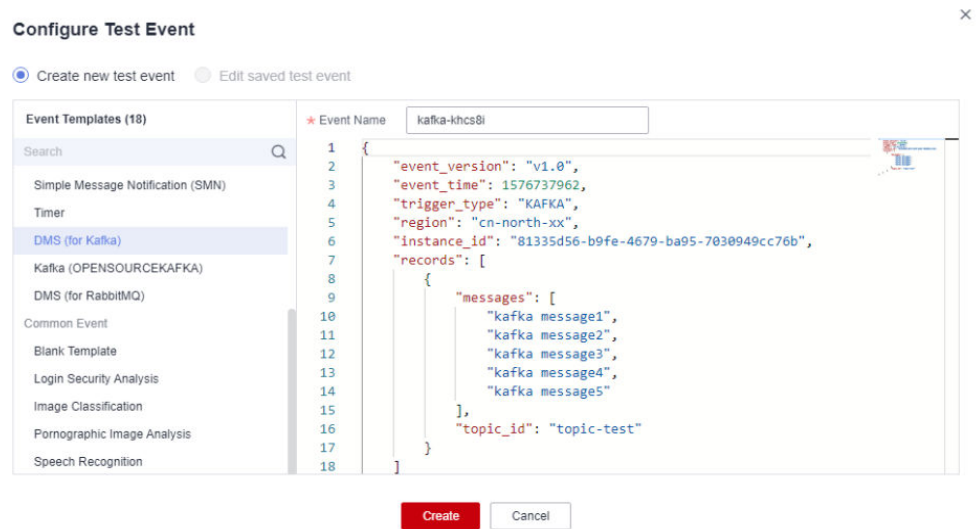 Configure Test Event
Create new test event Edit saved test event
Event Templates (18)
Search
Simple Message Notification (SMN)
Timer
DMS (for Kafka)
Kafka (OPENSOURCEKAFKA)
DMS (for RabbitMQ)
Common Event
Blank Template
Login Security Analysis
Image Classification
Pornographic Image Analysis
Speech Recognition
* Event Name kafka-khcs8i
1 {
2 "event_version": "v1.0",
3 "event_time": 1576737962,
4 "trigger_type": "KAFKA",
5 "region": "cn-north-xx",
6 "instance_id": "81335d56-b9fe-4679-ba95-7030949cc76b",
7 "records": [
8 {
9 "messages": [
10 "kafka message1",
11 "kafka message2",
12 "kafka message3",
13 "kafka message4",
14 "kafka message5"
15 ],
16 "topic_id": "topic-test"
17 }
18 ]
Create Cancel